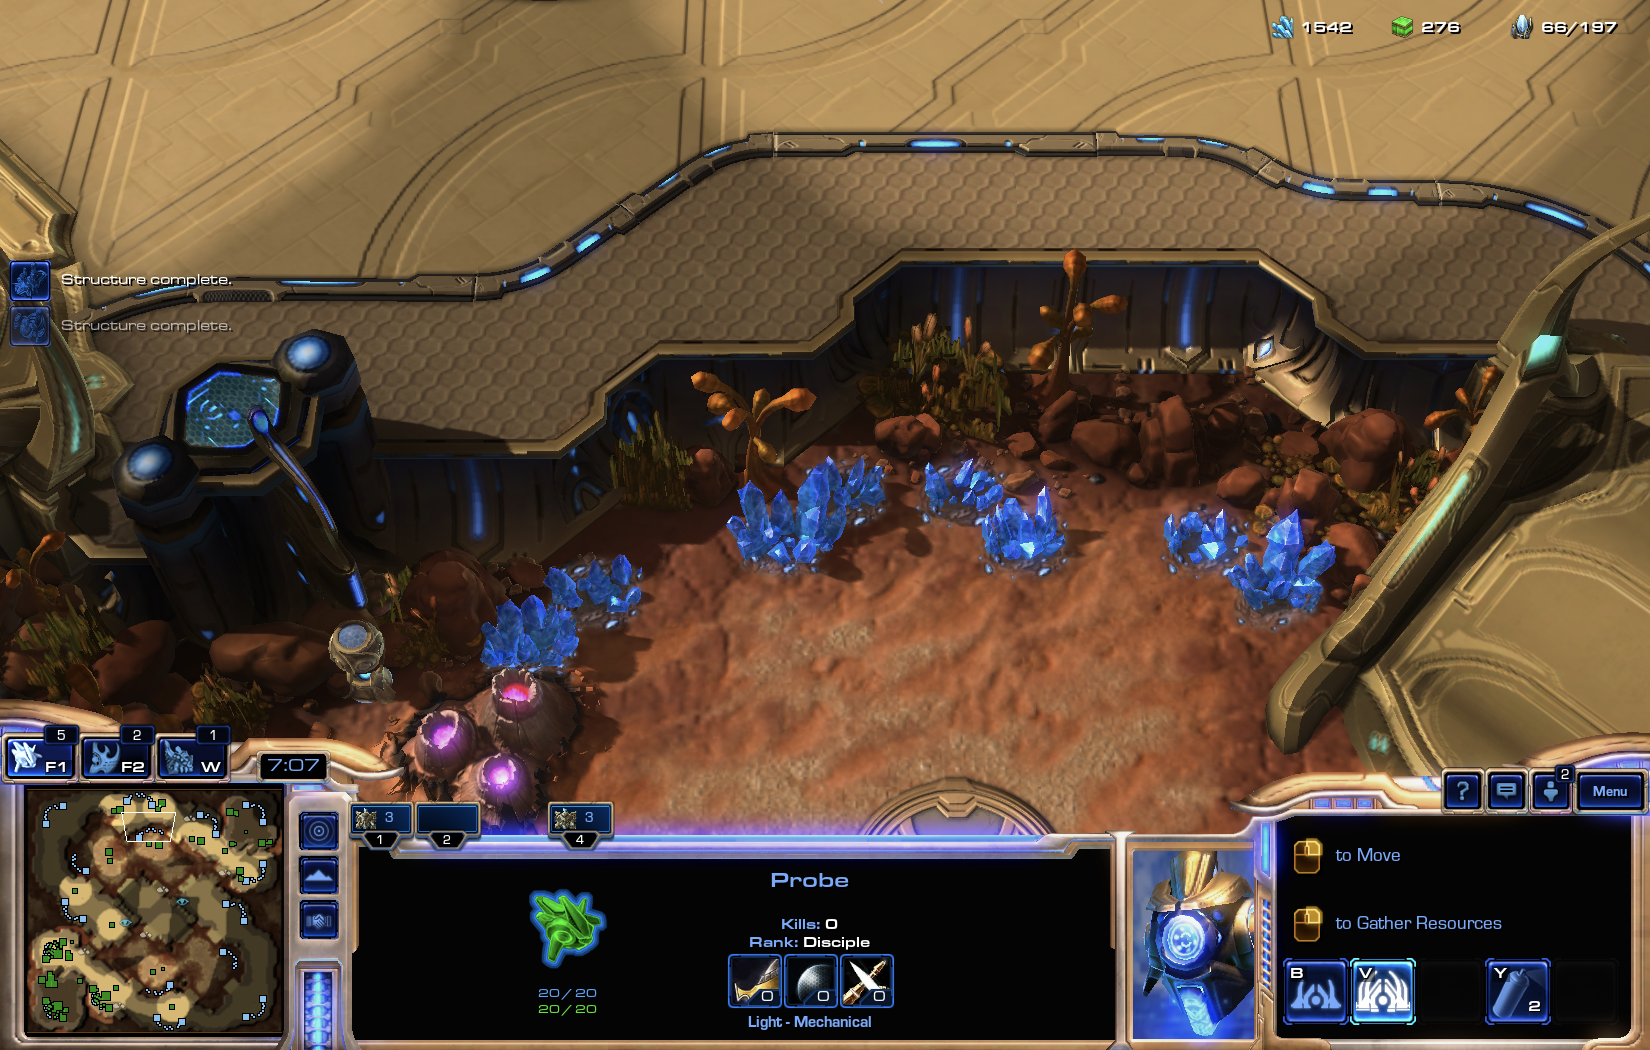 1542 276 66/197
Structure complete.
Structure complete.
5 2 1
F1 F2 W
7:07
3 3
1 2 4
2
? Menu
Probe
Kills: 0
Rank: Disciple
0 0 0
20/20
20/20
Light - Mechanical
to Move
to Gather Resources
B V Y
2